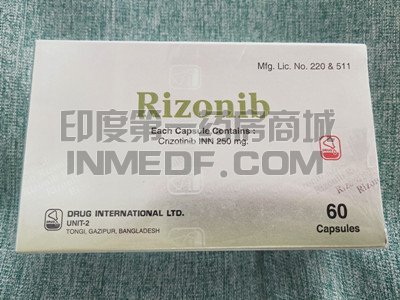 Mfg. Lic. No. 220 & 511
Rizonib
印度第一药房商城
Each Capsule Contains :
Crizotinib INN 250 mg.
INMEDF.COM
Rizonib
DRUG INTERNATIONAL LTD.
UNIT-2
TONGI, GAZIPUR, BANGLADESH
60
Capsules